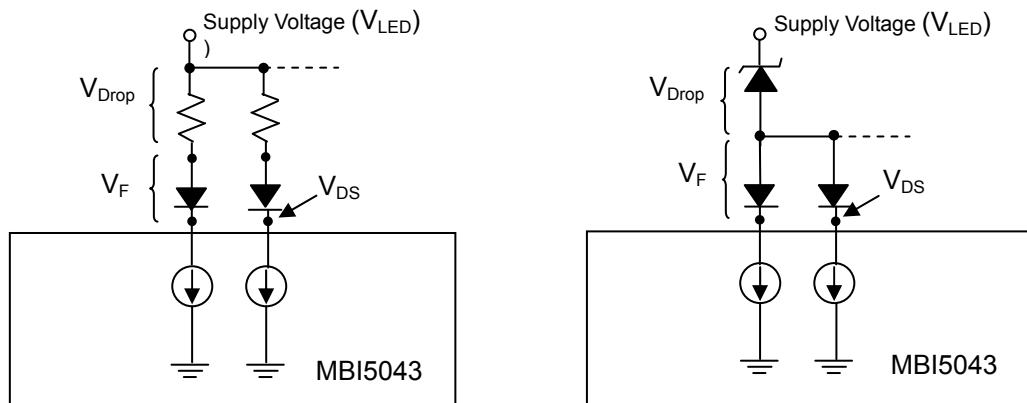 Supply Voltage (VLED)
)
VDrop
VF
VDS
MBI5043
Supply Voltage (VLED)
VDrop
VF
VDS
MBI5043